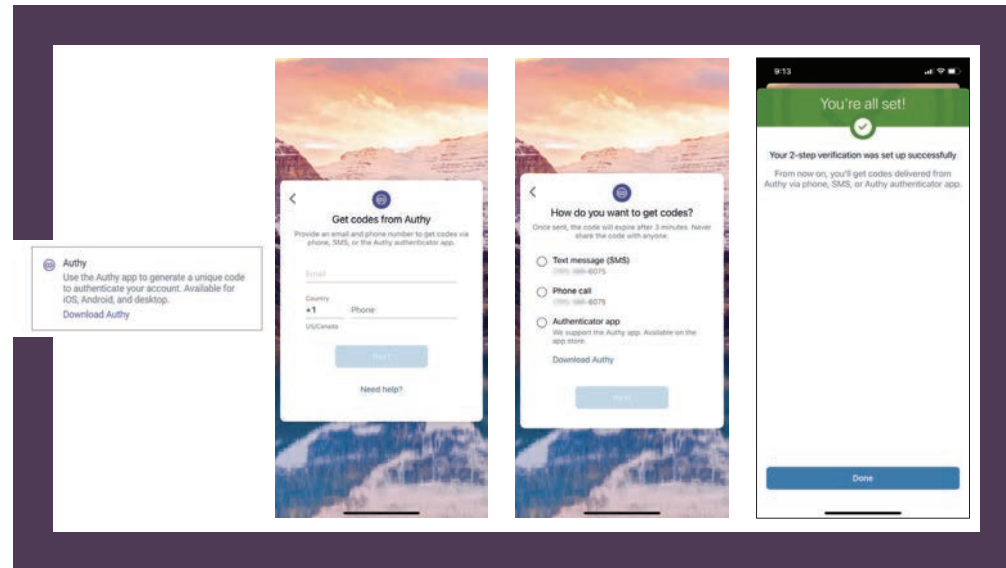 Authy
Use the Authy app to generate a unique code
to authenticate your account. Available for
iOS, Android, and desktop.
Download Authy
Get codes from Authy
Provide an email and phone number to get codes via
phone, SMS, or the Authy authenticator app.
Email
Country
+1 Phone
US/Canada
Next
Need help?
How do you want to get codes?
Once sent, the code will expire after 3 minutes. Never
share the code with anyone.
Text message (SMS)
6075
Phone call
6075
Authenticator app
We support the Authy app. Available on the
app store.
Download Authy
Next
9:13
You're all set!
Your 2-step verification was set up successfully
From now on, you'll get codes delivered from
Authy via phone, SMS, or Authy authenticator app.
Done